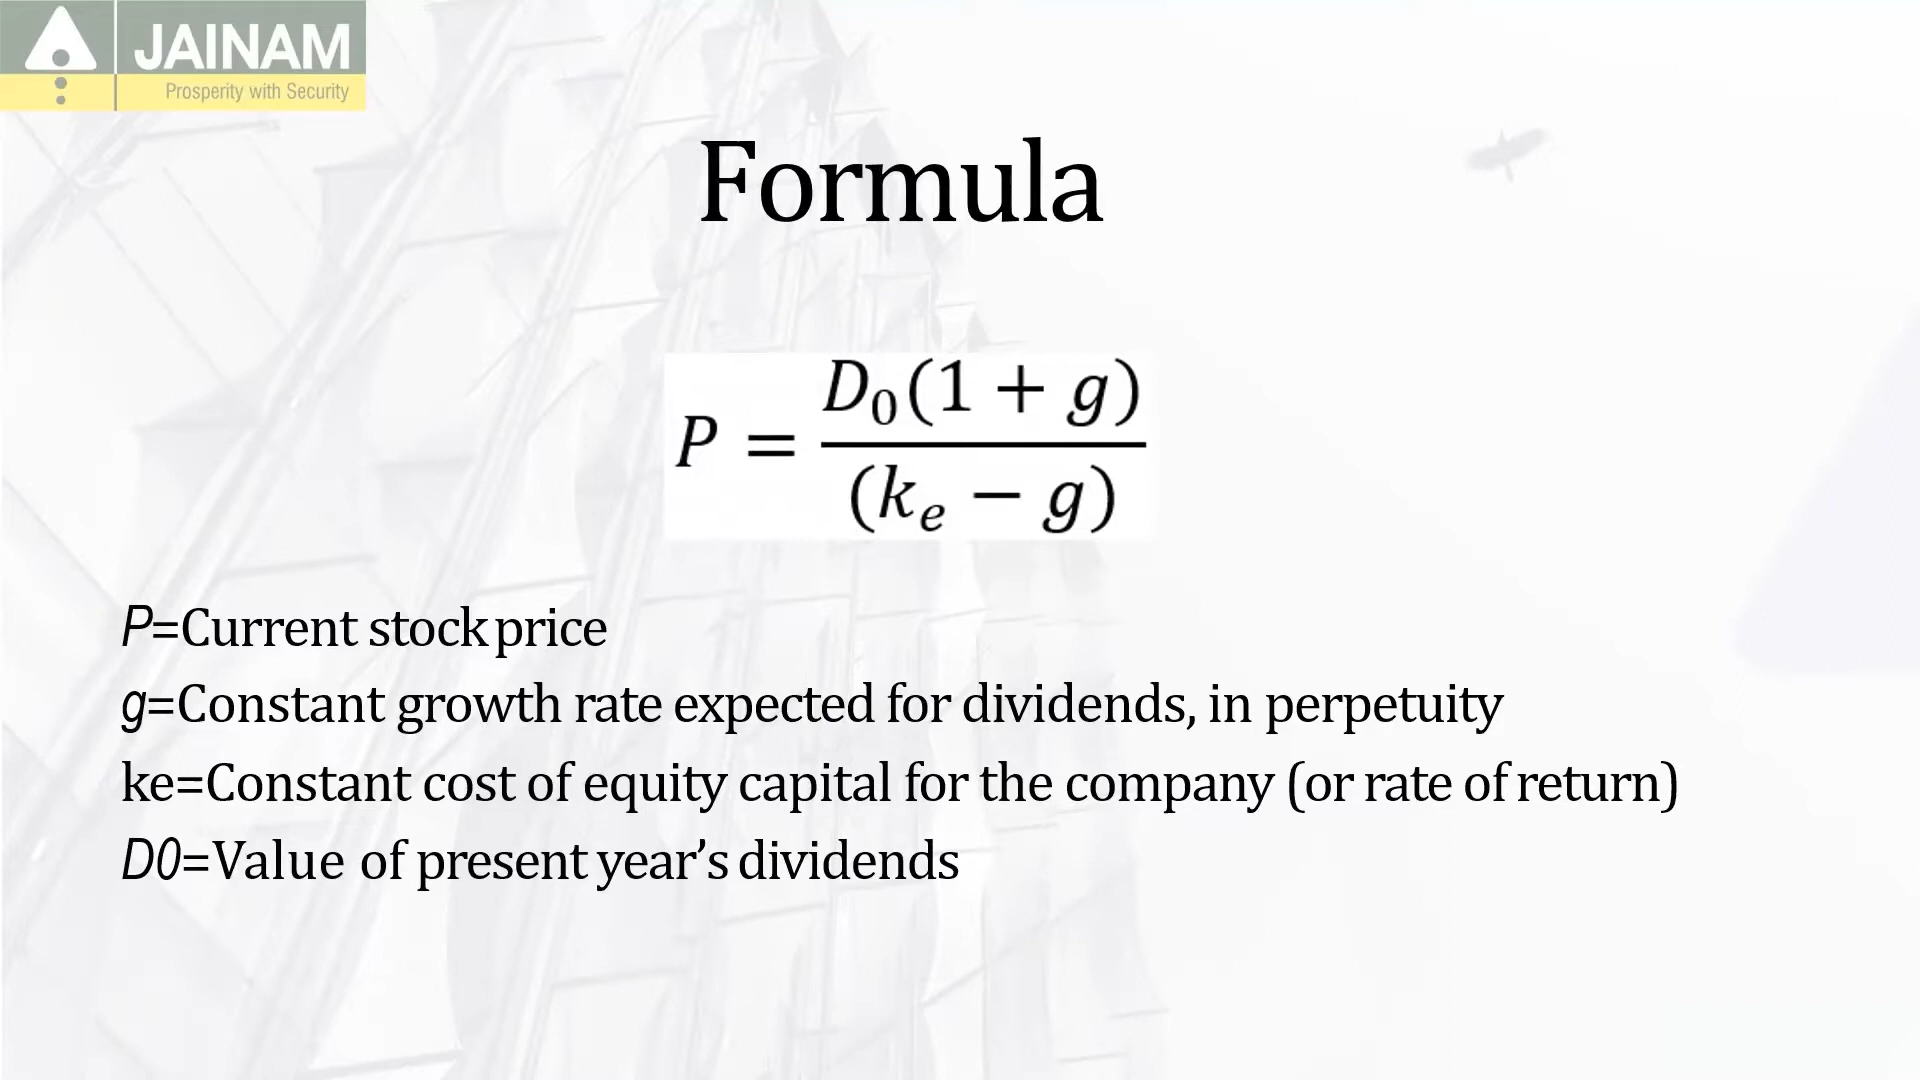 JAINAM
Prosperity with Security
Formula
P = D₀(1 + g) / (kₑ − g)
P=Current stock price
g=Constant growth rate expected for dividends, in perpetuity
ke=Constant cost of equity capital for the company (or rate of return)
D0=Value of present year’s dividends